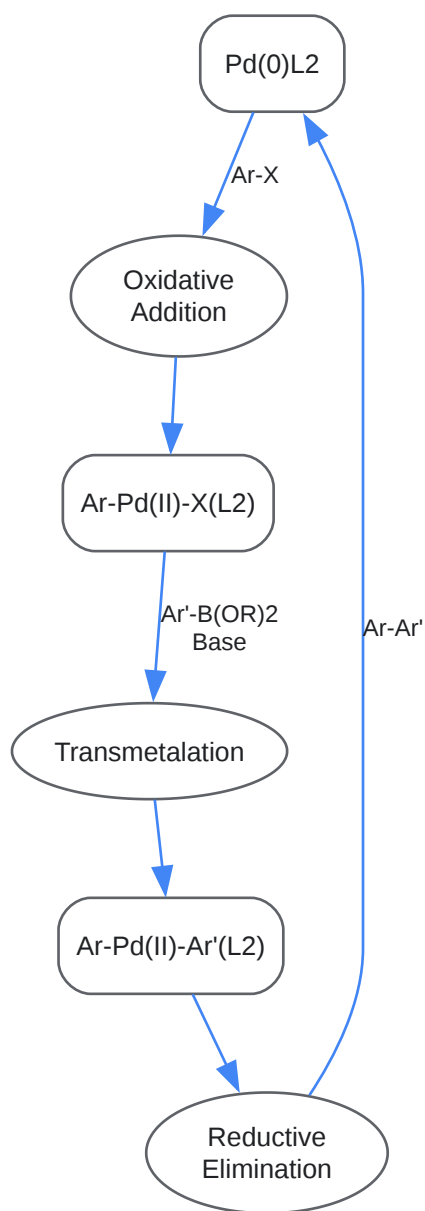 Pd(0)L2
Ar-X
Oxidative
Addition
Ar-Pd(II)-X(L2)
Ar'-B(OR)2
Base
Ar-Ar'
Transmetalation
Ar-Pd(II)-Ar'(L2)
Reductive
Elimination